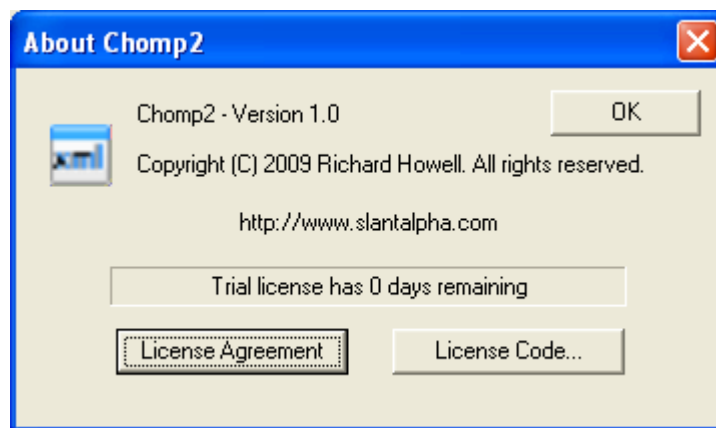 About Chomp2
Chomp2 - Version 1.0
OK
xml
Copyright (C) 2009 Richard Howell. All rights reserved.
http://www.slantalpha.com
Trial license has 0 days remaining
License Agreement
License Code...